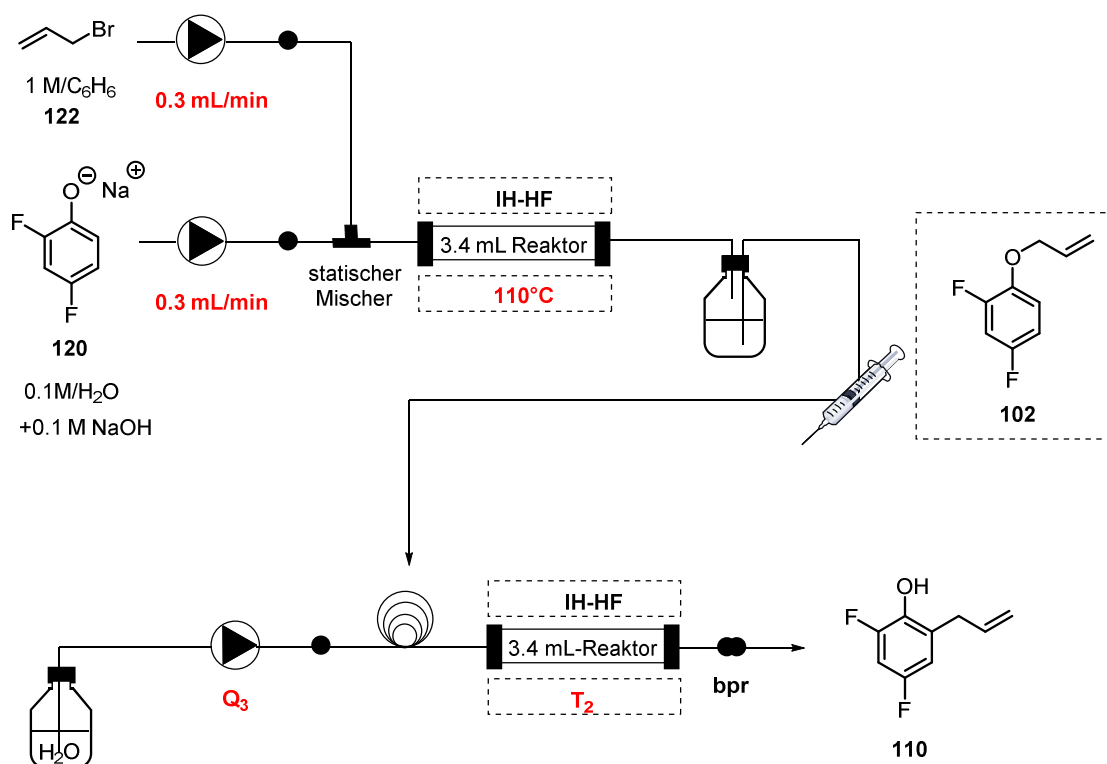 Br
1 M/C₆H₆
122
0.3 mL/min
O⊖ Na⊕
F
F
120
0.1M/H₂O
+0.1 M NaOH
0.3 mL/min
statischer
Mischer
IH-HF
3.4 mL Reaktor
110°C
O
F
F
102
H₂O
Q₃
IH-HF
3.4 mL-Reaktor
T₂
bpr
OH
F
F
110